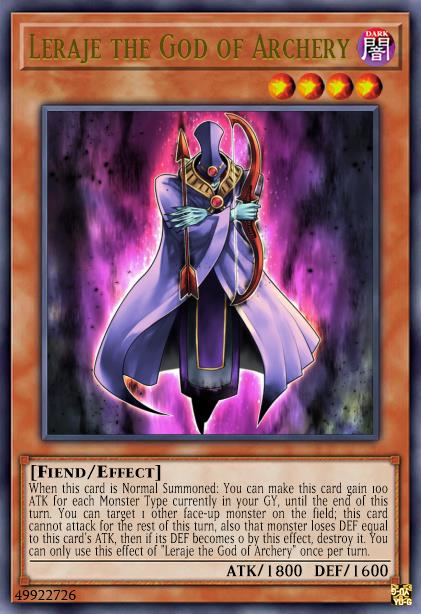 LERAJE THE GOD OF ARCHERY
DARK
闇
[FIEND/EFFECT]
When this card is Normal Summoned: You can make this card gain 100
ATK for each Monster Type currently in your GY, until the end of this
turn. You can target 1 other face-up monster on the field; this card
cannot attack for the rest of this turn, also that monster loses DEF equal
to this card's ATK, then if its DEF becomes 0 by this effect, destroy it. You
can only use this effect of "Leraje the God of Archery" once per turn.
ATK/1800 DEF/1600
49922726